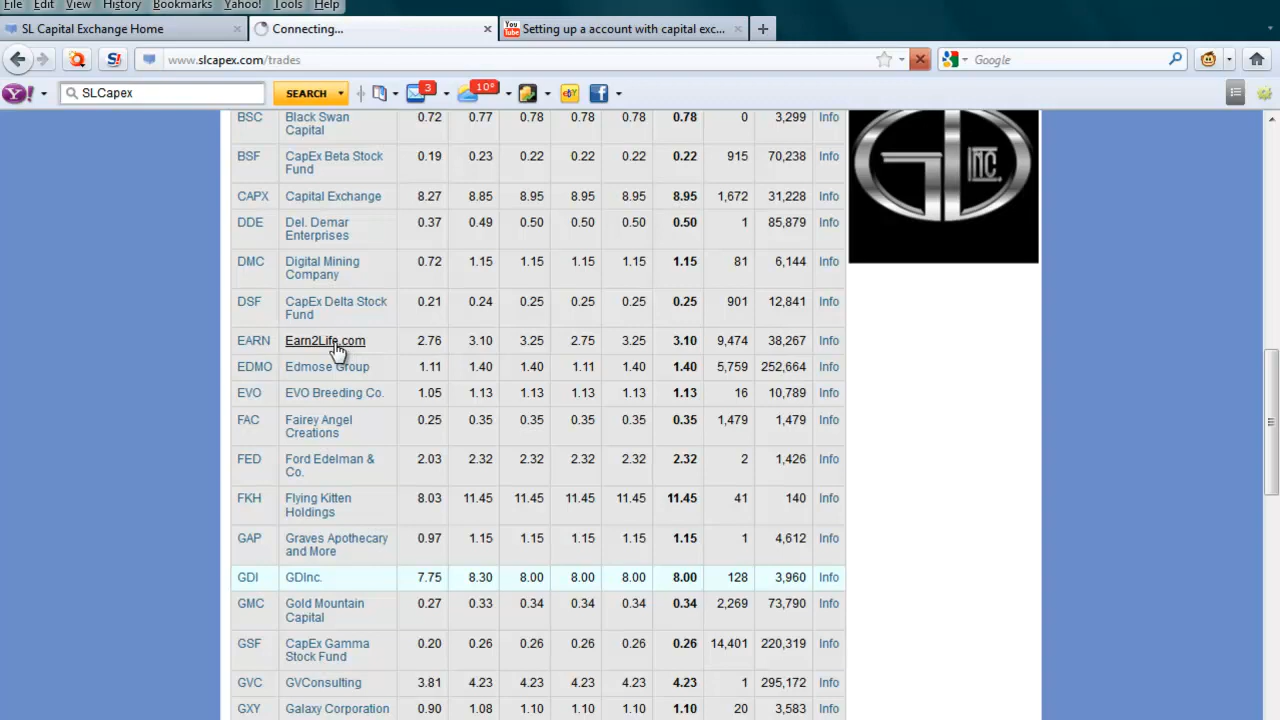 File Edit View History Bookmarks Yahoo! Tools Help
SL Capital Exchange Home × Connecting... × You Tube Setting up a account with capital exc... × +
www.slcapex.com/trades Google
Y! SLCapex SEARCH 3 10°
BSC Black Swan Capital 0.72 0.77 0.78 0.78 0.78 0.78 0 3,299 Info
BSF CapEx Beta Stock Fund 0.19 0.23 0.22 0.22 0.22 0.22 915 70,238 Info
CAPX Capital Exchange 8.27 8.85 8.95 8.95 8.95 8.95 1,672 31,228 Info
DDE Del. Demar Enterprises 0.37 0.49 0.50 0.50 0.50 0.50 1 85,879 Info
DMC Digital Mining Company 0.72 1.15 1.15 1.15 1.15 1.15 81 6,144 Info
DSF CapEx Delta Stock Fund 0.21 0.24 0.25 0.25 0.25 0.25 901 12,841 Info
EARN Earn2Life.com 2.76 3.10 3.25 2.75 3.25 3.10 9,474 38,267 Info
EDMO Edmose Group 1.11 1.40 1.40 1.11 1.40 1.40 5,759 252,664 Info
EVO EVO Breeding Co. 1.05 1.13 1.13 1.13 1.13 1.13 16 10,789 Info
FAC Fairey Angel Creations 0.25 0.35 0.35 0.35 0.35 0.35 1,479 1,479 Info
FED Ford Edelman & Co. 2.03 2.32 2.32 2.32 2.32 2.32 2 1,426 Info
FKH Flying Kitten Holdings 8.03 11.45 11.45 11.45 11.45 11.45 41 140 Info
GAP Graves Apothecary and More 0.97 1.15 1.15 1.15 1.15 1.15 1 4,612 Info
GDI GDInc. 7.75 8.30 8.00 8.00 8.00 8.00 128 3,960 Info
GMC Gold Mountain Capital 0.27 0.33 0.34 0.34 0.34 0.34 2,269 73,790 Info
GSF CapEx Gamma Stock Fund 0.20 0.26 0.26 0.26 0.26 0.26 14,401 220,319 Info
GVC GVConsulting 3.81 4.23 4.23 4.23 4.23 4.23 1 295,172 Info
GXY Galaxy Corporation 0.90 1.08 1.10 1.10 1.10 1.10 20 3,583 Info
INC.